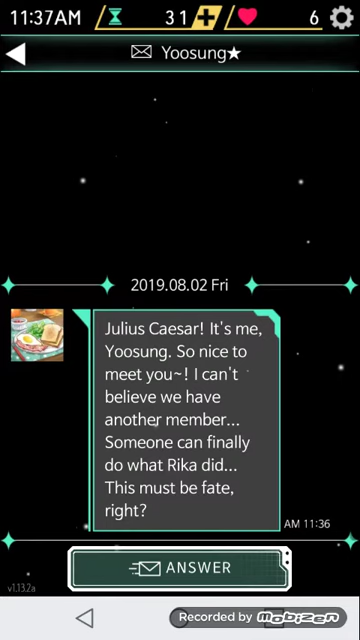 11:37AM 31 6
Yoosung★
2019.08.02 Fri
Julius Caesar! It's me,
Yoosung. So nice to
meet you~! I can't
believe we have
another member...
Someone can finally
do what Rika did...
This must be fate,
right?
AM 11:36
ANSWER
v1.13.2a
Recorded by MOBIZEN